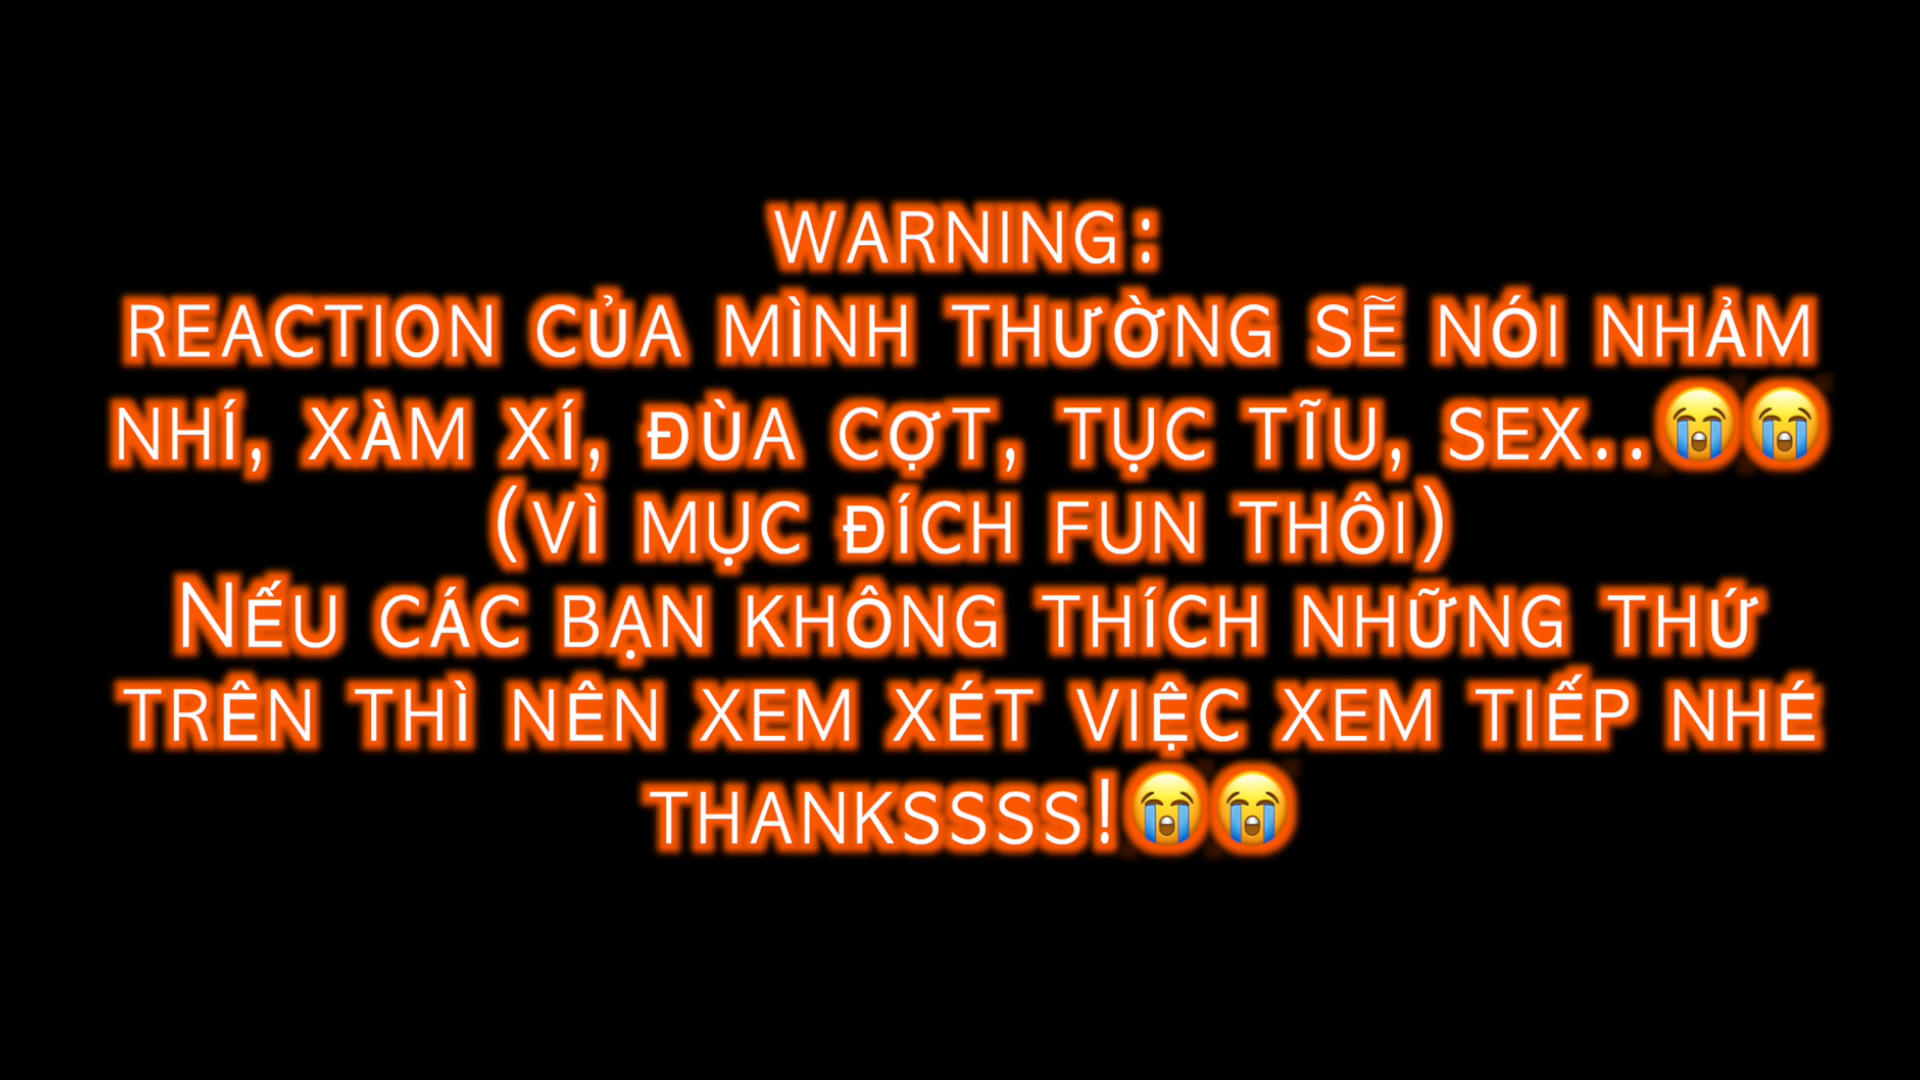 WARNING:
REACTION CỦA MÌNH THƯỜNG SẼ NÓI NHẢM
NHÍ, XÀM XÍ, ĐÙA CỢT, TỤC TĨU, SEX..😭😭
(VÌ MỤC ĐÍCH FUN THÔI)
NẾU CÁC BẠN KHÔNG THÍCH NHỮNG THỨ
TRÊN THÌ NÊN XEM XÉT VIỆC XEM TIẾP NHÉ
THANKSSSS!😭😭